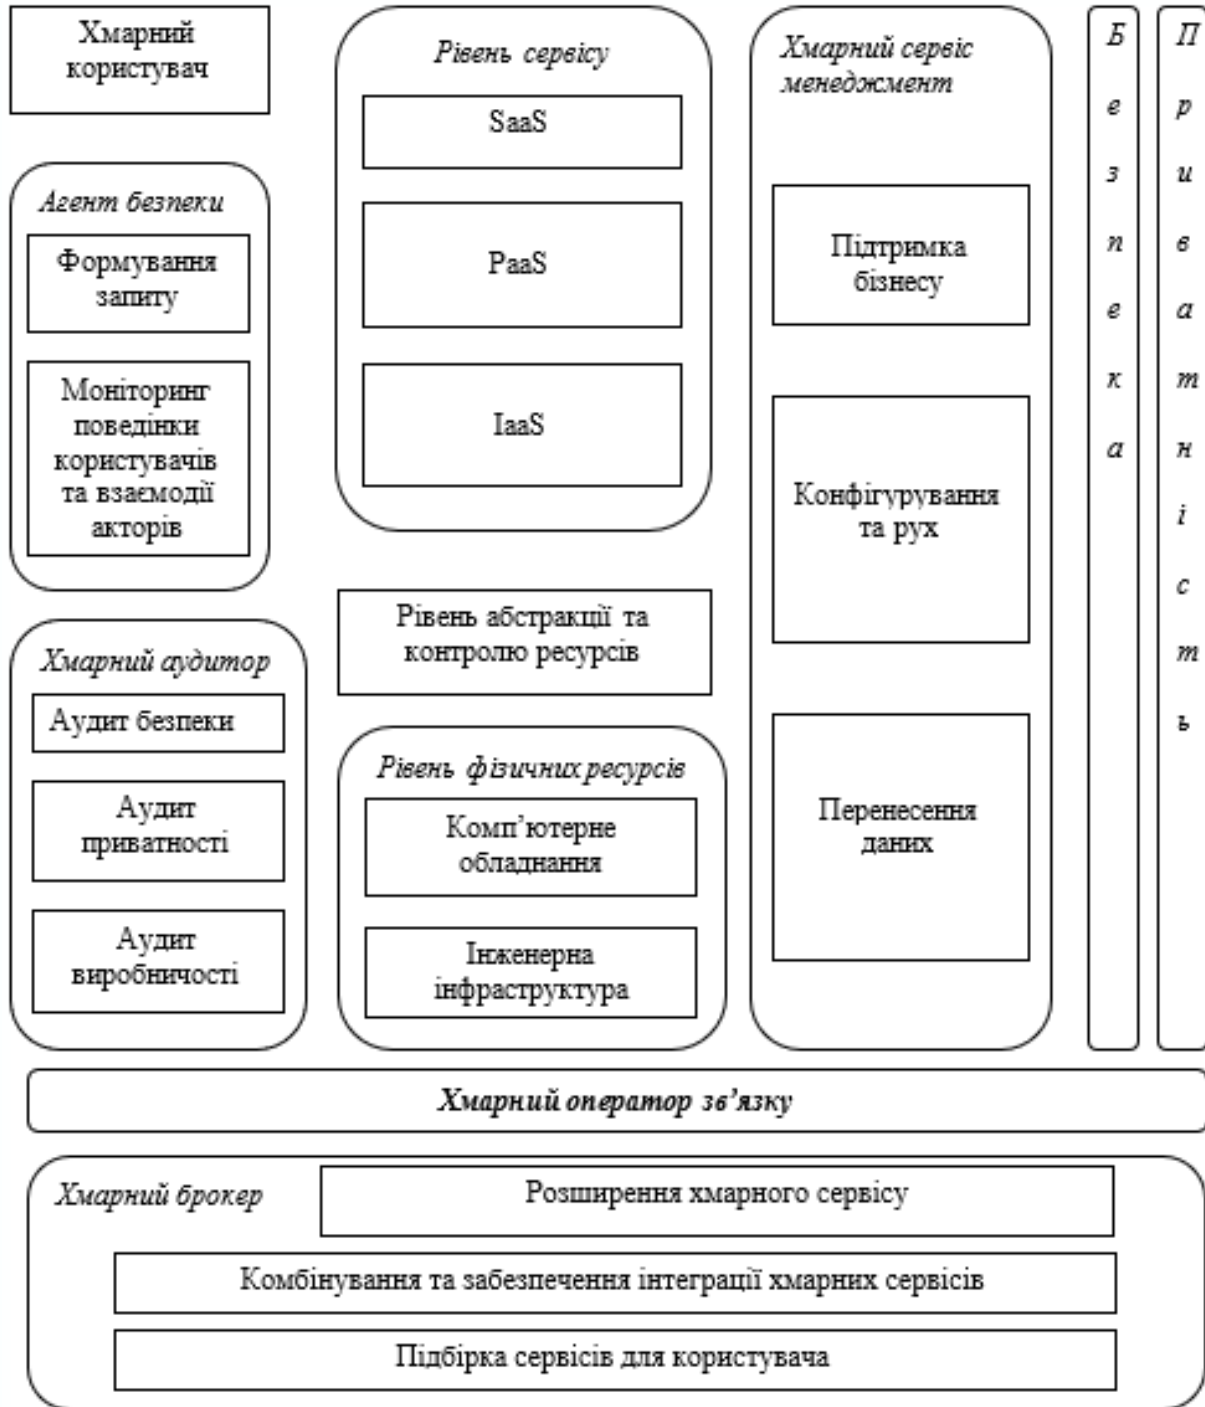 Хмарний
користувач
Агент безпеки
Формування
запиту
Моніторинг
поведінки
користувачів
та взаємодії
акторів
Хмарний аудитор
Аудит безпеки
Аудит
приватності
Аудит
виробничості
Рівень сервісу
SaaS
PaaS
IaaS
Рівень абстракції та
контролю ресурсів
Рівень фізичних ресурсів
Комп’ютерне
обладнання
Інженерна
інфраструктура
Хмарний сервіс
менеджмент
Підтримка
бізнесу
Конфігурування
та рух
Перенесення
даних
Безпека
Приватність
Хмарний оператор зв’язку
Хмарний брокер
Розширення хмарного сервісу
Комбінування та забезпечення інтеграції хмарних сервісів
Підбірка сервісів для користувача